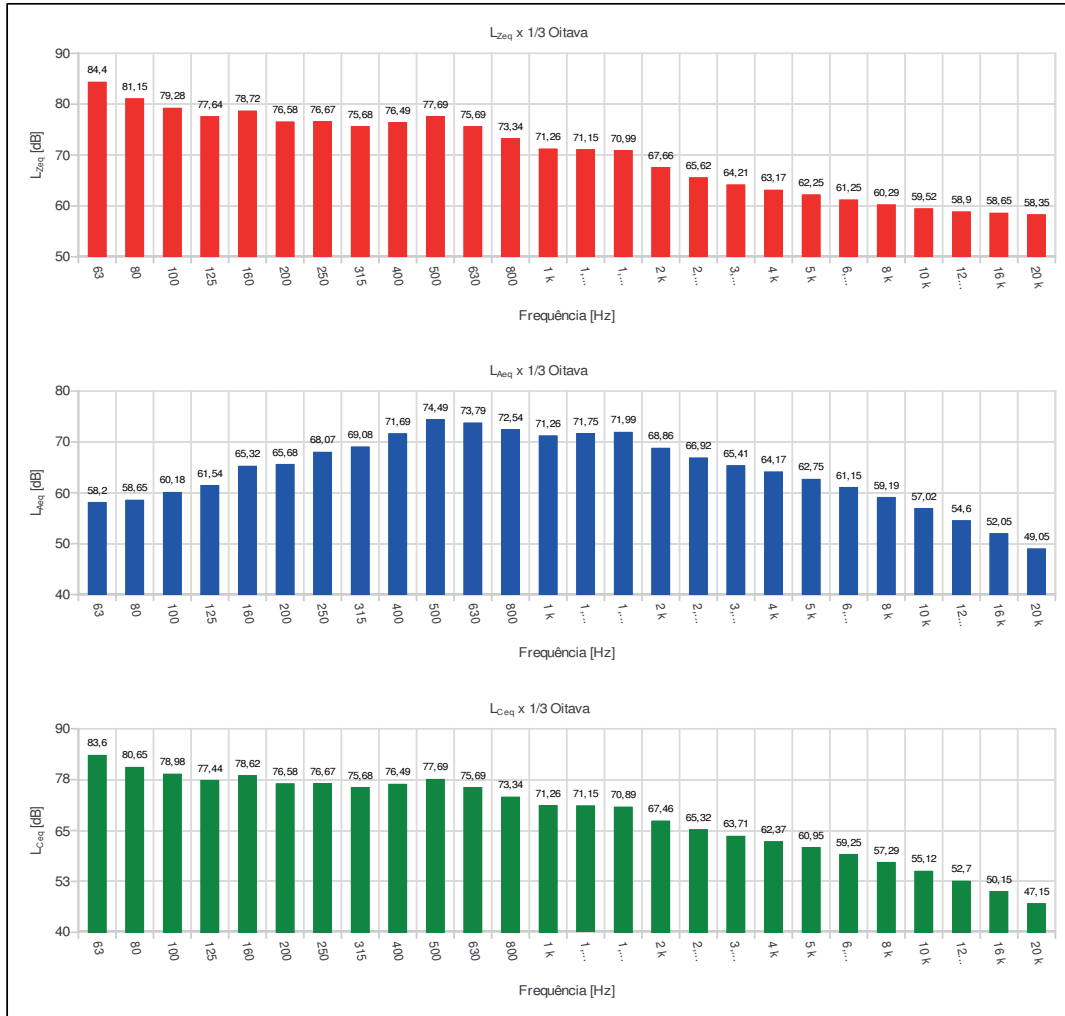 L_Zeq x 1/3 Oitava
90
80
70
60
50
L_Zeq [dB]
84,4 81,15 79,28 77,64 78,72 76,58 76,67 75,68 76,49 77,69 75,69 73,34 71,26 71,15 70,99 67,66 65,62 64,21 63,17 62,25 61,25 60,29 59,52 58,9 58,65 58,35
63 80 100 125 160 200 250 315 400 500 630 800 1 k 1,... 1,... 2 k 2,... 3,... 4 k 5 k 6,... 8 k 10 k 12... 16 k 20 k
Frequência [Hz]
L_Aeq x 1/3 Oitava
80
70
60
50
40
L_Aeq [dB]
58,2 58,65 60,18 61,54 65,32 65,68 68,07 69,08 71,69 74,49 73,79 72,54 71,26 71,75 71,99 68,86 66,92 65,41 64,17 62,75 61,15 59,19 57,02 54,6 52,05 49,05
63 80 100 125 160 200 250 315 400 500 630 800 1 k 1,... 1,... 2 k 2,... 3,... 4 k 5 k 6,... 8 k 10 k 12... 16 k 20 k
Frequência [Hz]
L_Ceq x 1/3 Oitava
90
78
65
53
40
L_Ceq [dB]
83,6 80,65 78,98 77,44 78,62 76,58 76,67 75,68 76,49 77,69 75,69 73,34 71,26 71,15 70,89 67,46 65,32 63,71 62,37 60,95 59,25 57,29 55,12 52,7 50,15 47,15
63 80 100 125 160 200 250 315 400 500 630 800 1 k 1,... 1,... 2 k 2,... 3,... 4 k 5 k 6,... 8 k 10 k 12... 16 k 20 k
Frequência [Hz]